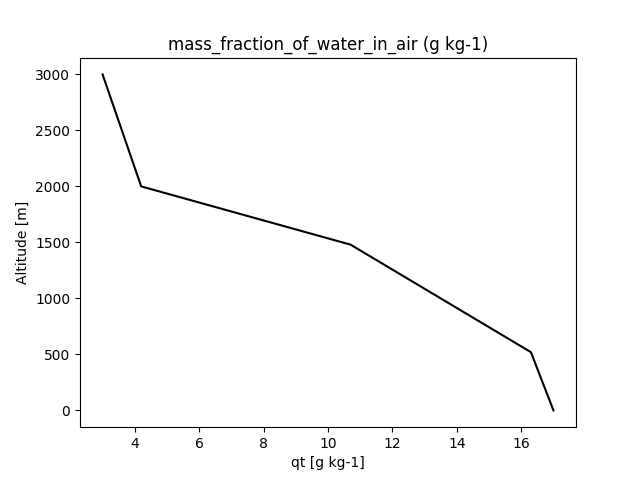 mass_fraction_of_water_in_air (g kg-1)
3000
2500
2000
1500
1000
500
0
Altitude [m]
4 6 8 10 12 14 16
qt [g kg-1]